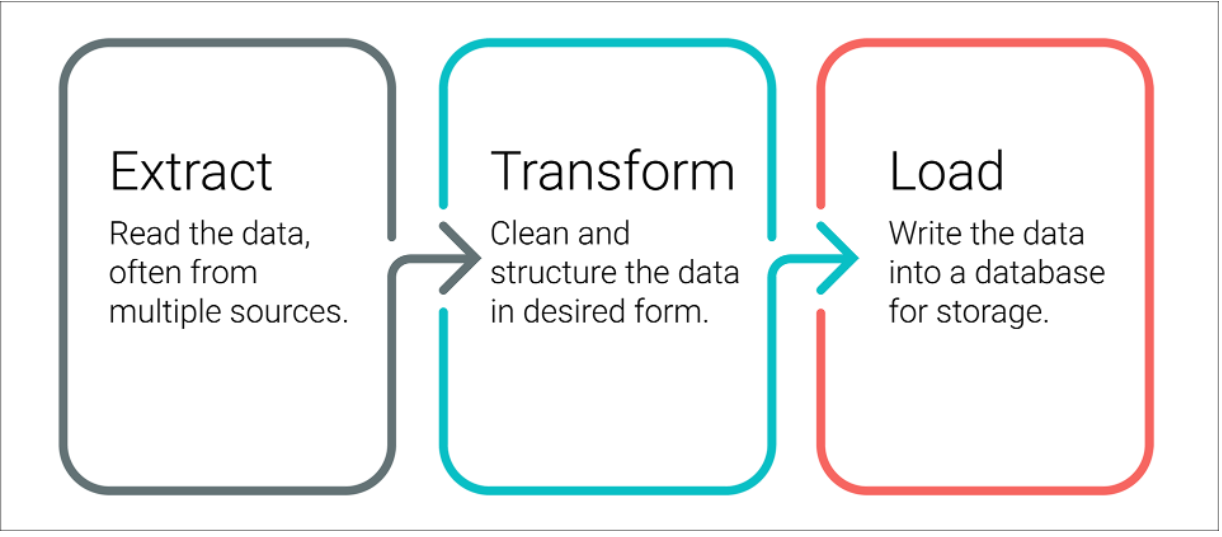 Extract
Read the data,
often from
multiple sources.
Transform
Clean and
structure the data
in desired form.
Load
Write the data
into a database
for storage.